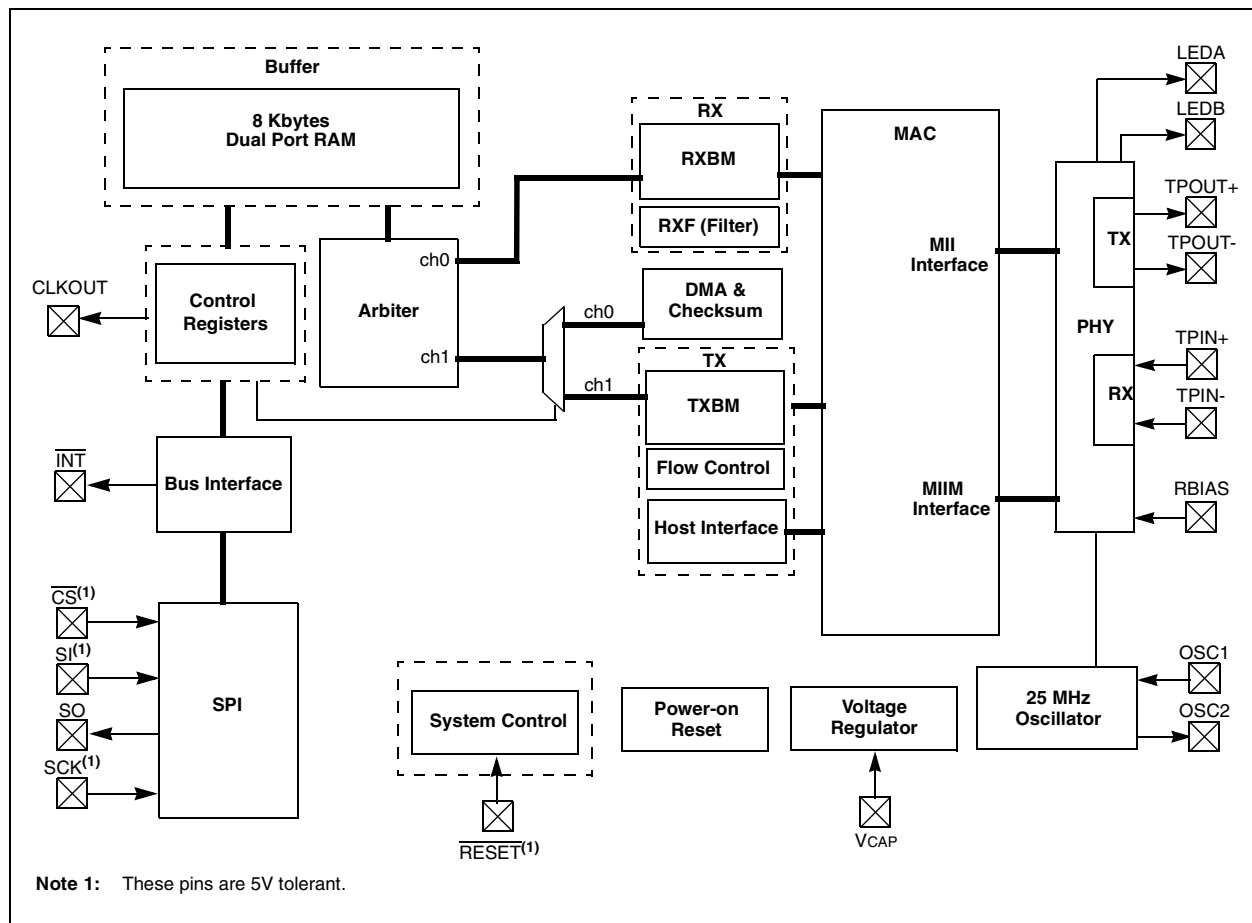 Buffer
8 Kbytes
Dual Port RAM
CLKOUT
Control
Registers
Arbiter
ch0
ch1
RX
RXBM
RXF (Filter)
ch0
DMA &
Checksum
ch1
TX
TXBM
Flow Control
Host Interface
MAC
MII
Interface
MIIM
Interface
PHY
TX
RX
LEDA
LEDB
TPOUT+
TPOUT-
TPIN+
TPIN-
RBIAS
INT
Bus Interface
CS(1)
SI(1)
SO
SCK(1)
SPI
System Control
RESET(1)
Power-on
Reset
Voltage
Regulator
VCAP
25 MHz
Oscillator
OSC1
OSC2
Note 1: These pins are 5V tolerant.